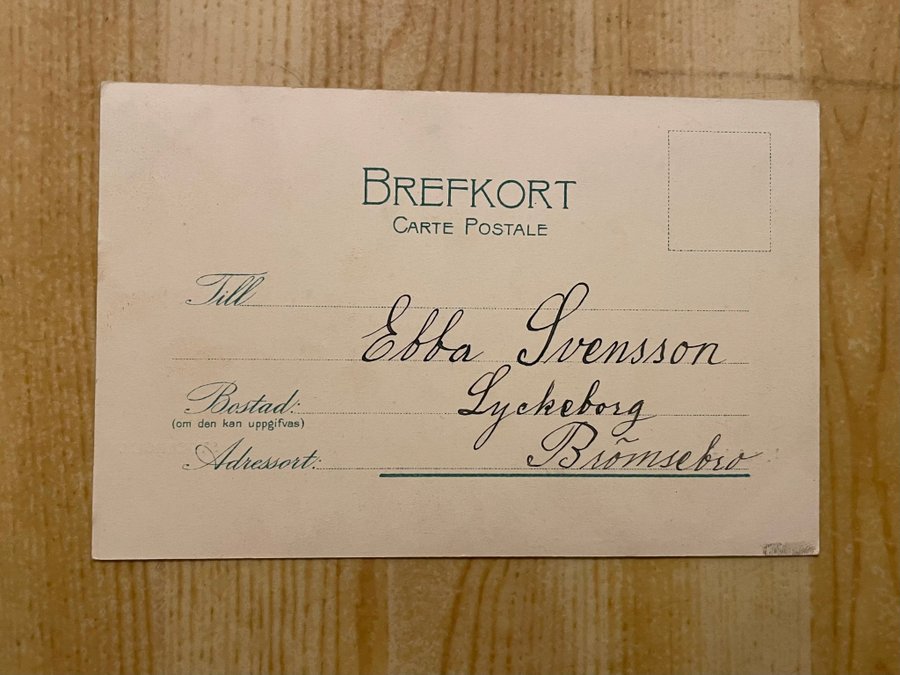 BREFKORT
CARTE POSTALE
Till
Ebba Svensson
Bostad:
(om den kan uppgifvas)
Lyckeborg
Adressort:
Brömsebro